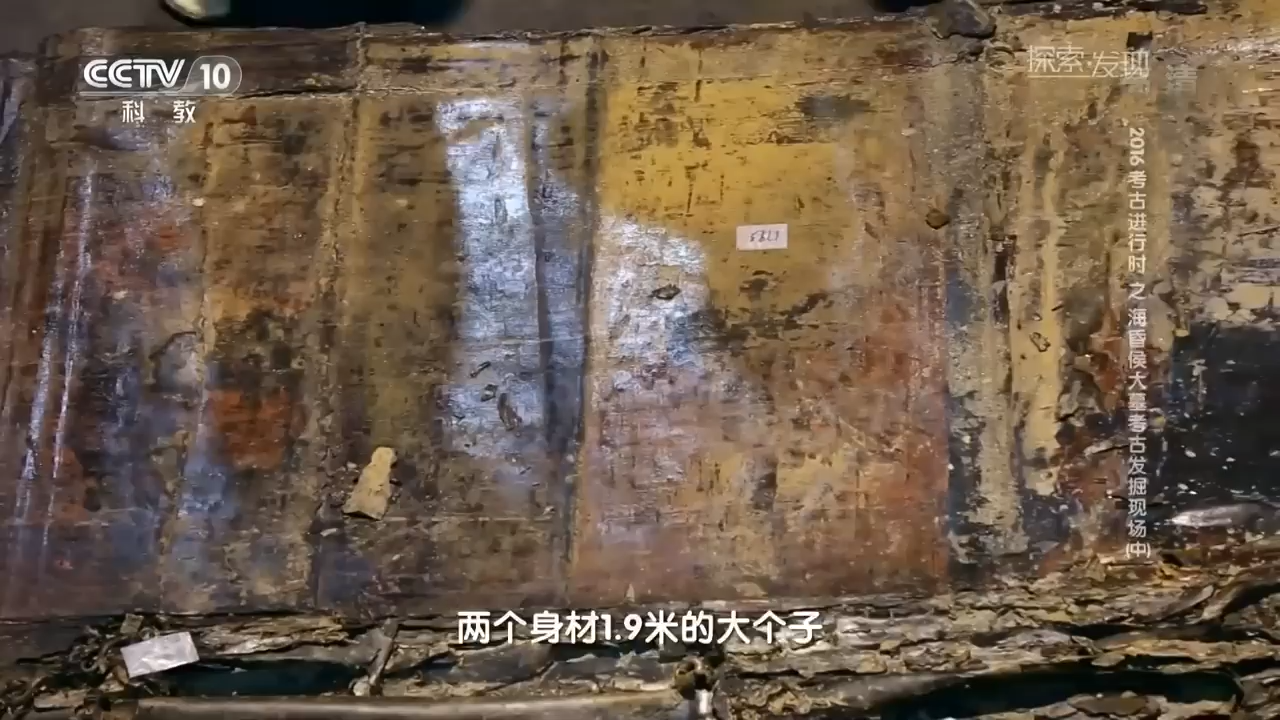 CCTV 10
科教
探索·发现
高清
2016考古进行时 之 海昏侯大墓考古发掘现场(中)
两个身材1.9米的大个子